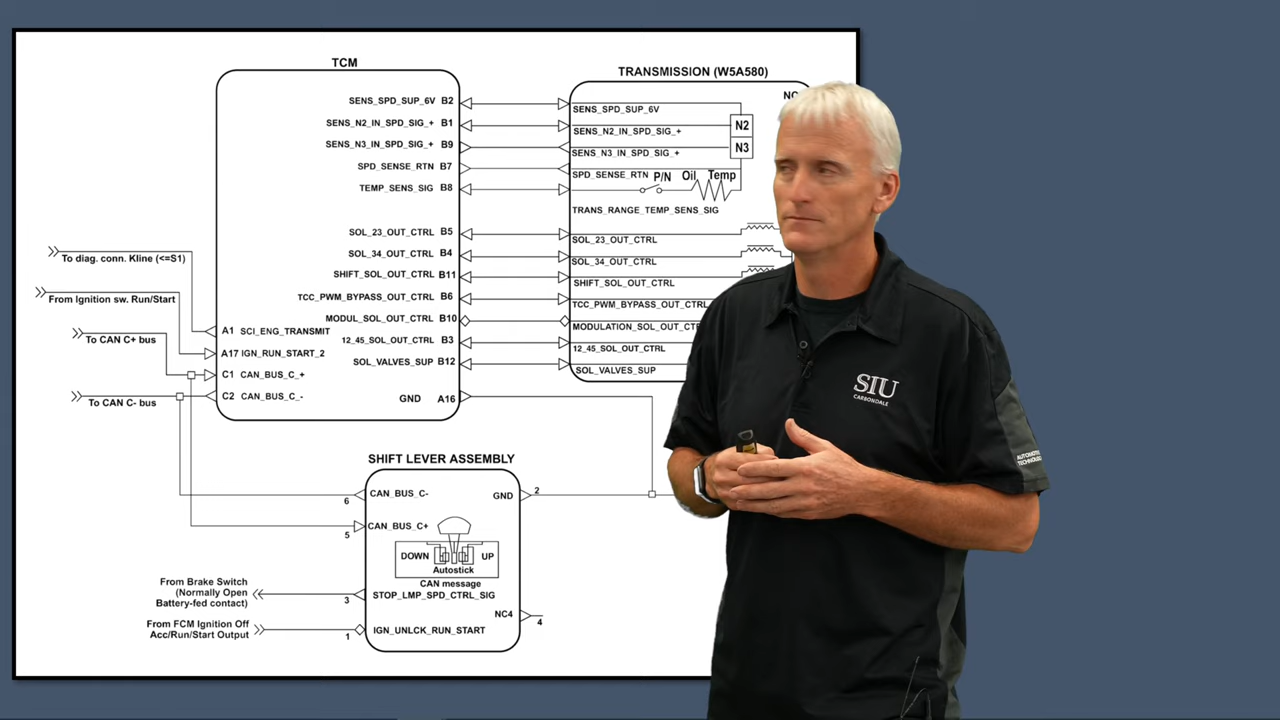 TCM
SENS_SPD_SUP_6V B2
SENS_N2_IN_SPD_SIG_+ B1
SENS_N3_IN_SPD_SIG_+ B9
SPD_SENSE_RTN B7
TEMP_SENS_SIG B8
SOL_23_OUT_CTRL B5
SOL_34_OUT_CTRL B4
SHIFT_SOL_OUT_CTRL B11
TCC_PWM_BYPASS_OUT_CTRL B6
MODUL_SOL_OUT_CTRL B10
12_45_SOL_OUT_CTRL B3
SOL_VALVES_SUP B12
GND A16
To diag. conn. Kline (<=S1)
From Ignition sw. Run/Start
To CAN C+ bus
To CAN C- bus
A1 SCI_ENG_TRANSMIT
A17 IGN_RUN_START_2
C1 CAN_BUS_C_+
C2 CAN_BUS_C_-
TRANSMISSION (W5A580)
NC
SENS_SPD_SUP_6V
N2
SENS_N2_IN_SPD_SIG_+
N3
SENS_N3_IN_SPD_SIG_+
SPD_SENSE_RTN P/N Oil Temp
TRANS_RANGE_TEMP_SENS_SIG
SOL_23_OUT_CTRL
SOL_34_OUT_CTRL
SHIFT_SOL_OUT_CTRL
TCC_PWM_BYPASS_OUT_CTRL
MODULATION_SOL_OUT_CT
12_45_SOL_OUT_CTRL
SOL_VALVES_SUP
SHIFT LEVER ASSEMBLY
6 CAN_BUS_C- GND 2
5 CAN_BUS_C+
DOWN UP
Autostick
CAN message
From Brake Switch
(Normally Open
Battery-fed contact)
3 STOP_LMP_SPD_CTRL_SIG
NC4 4
From FCM Ignition Off
Acc/Run/Start Output
1 IGN_UNLCK_RUN_START
SIU
CARBONDALE
AUTOMOTIVE
TECHNOLOGY